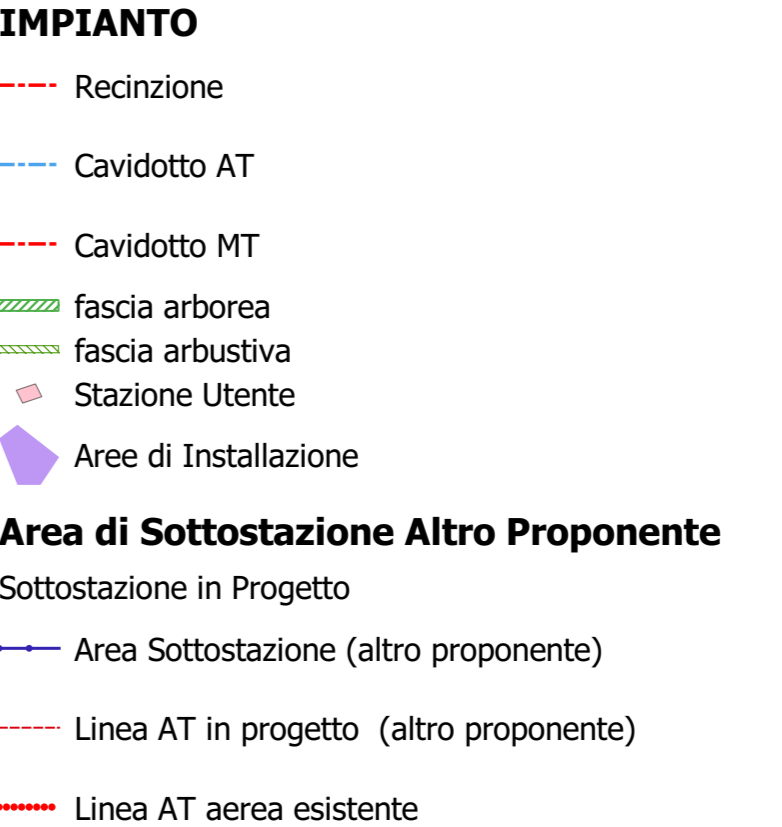 IMPIANTO
Recinzione
Cavidotto AT
Cavidotto MT
fascia arborea
fascia arbustiva
Stazione Utente
Aree di Installazione
Area di Sottostazione Altro Proponente
Sottostazione in Progetto
Area Sottostazione (altro proponente)
Linea AT in progetto  (altro proponente)
Linea AT aerea esistente